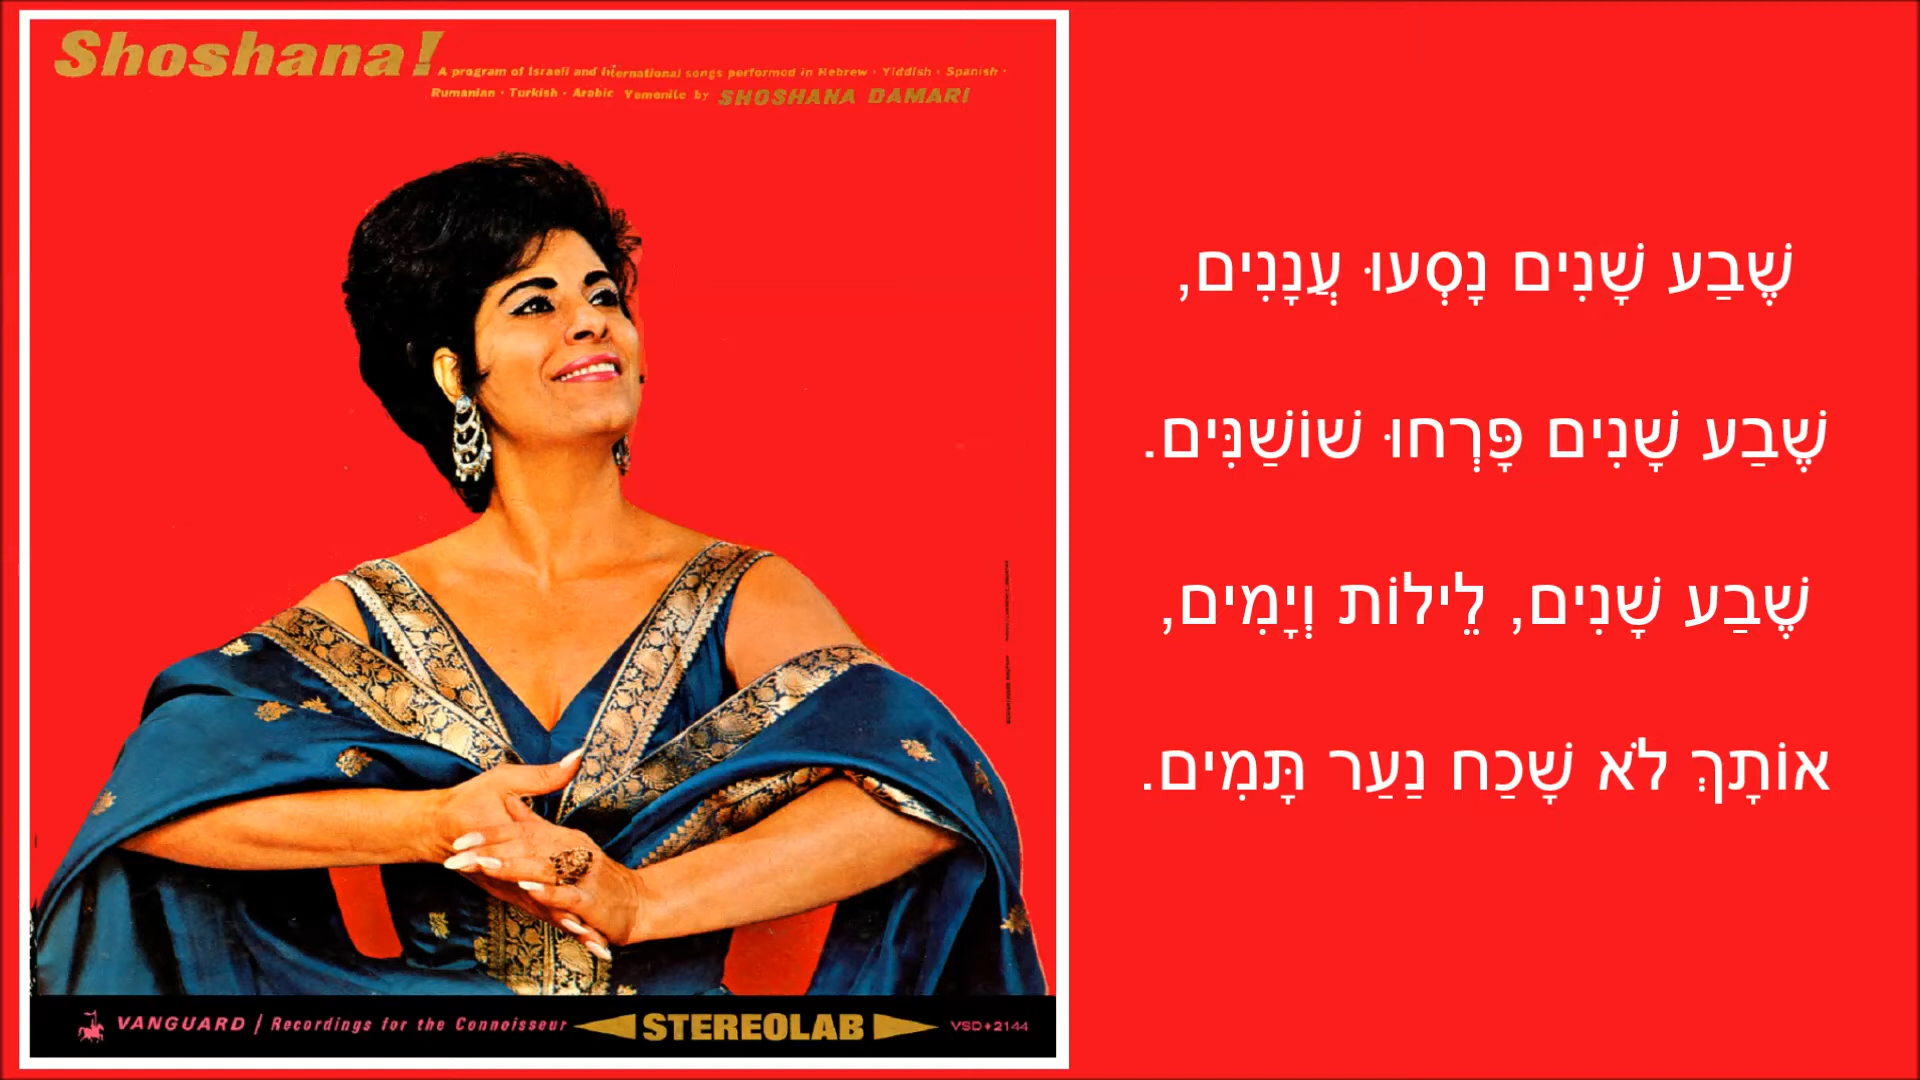 Shoshana!
A program of Israeli and International songs performed in Hebrew · Yiddish · Spanish ·
Rumanian · Turkish · Arabic Yemenite by SHOSHANA DAMARI
שֶׁבַע שָׁנִים נָסְעוּ עֲנָנִים,
שֶׁבַע שָׁנִים פָּרְחוּ שׁוֹשַׁנִּים.
שֶׁבַע שָׁנִים, לֵילוֹת וְיָמִים,
אוֹתָךְ לֹא שָׁכַח נַעַר תָּמִים.
VANGUARD / Recordings for the Connoisseur STEREOLAB VSD+2144